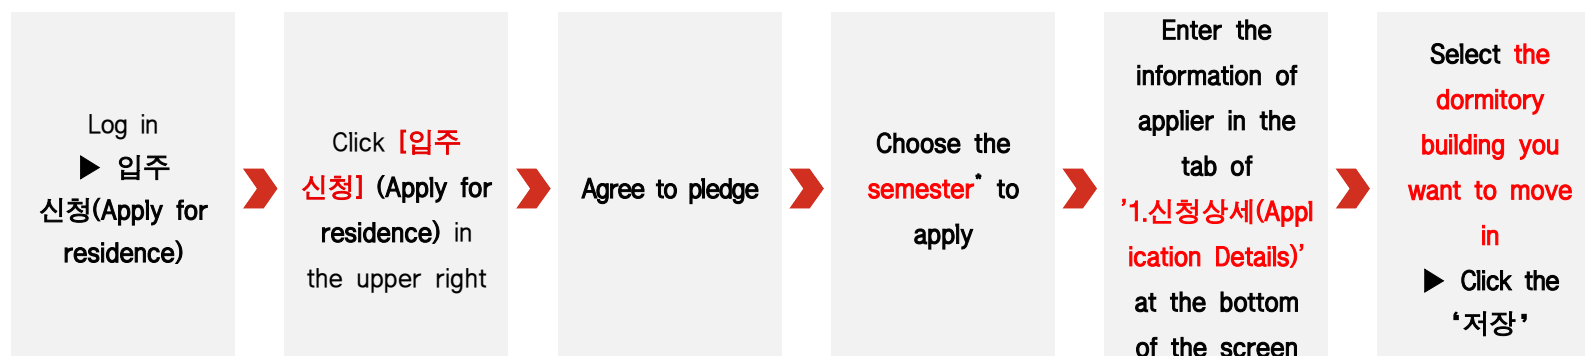 Log in
▶ 입주
신청(Apply for
residence)
Click [입주
신청] (Apply for
residence) in
the upper right
Agree to pledge
Choose the
semester* to
apply
Enter the
information of
applier in the
tab of
'1.신청상세(Appl
ication Details)'
at the bottom
of the screen
Select the
dormitory
building you
want to move
in
▶ Click the
‘저장’